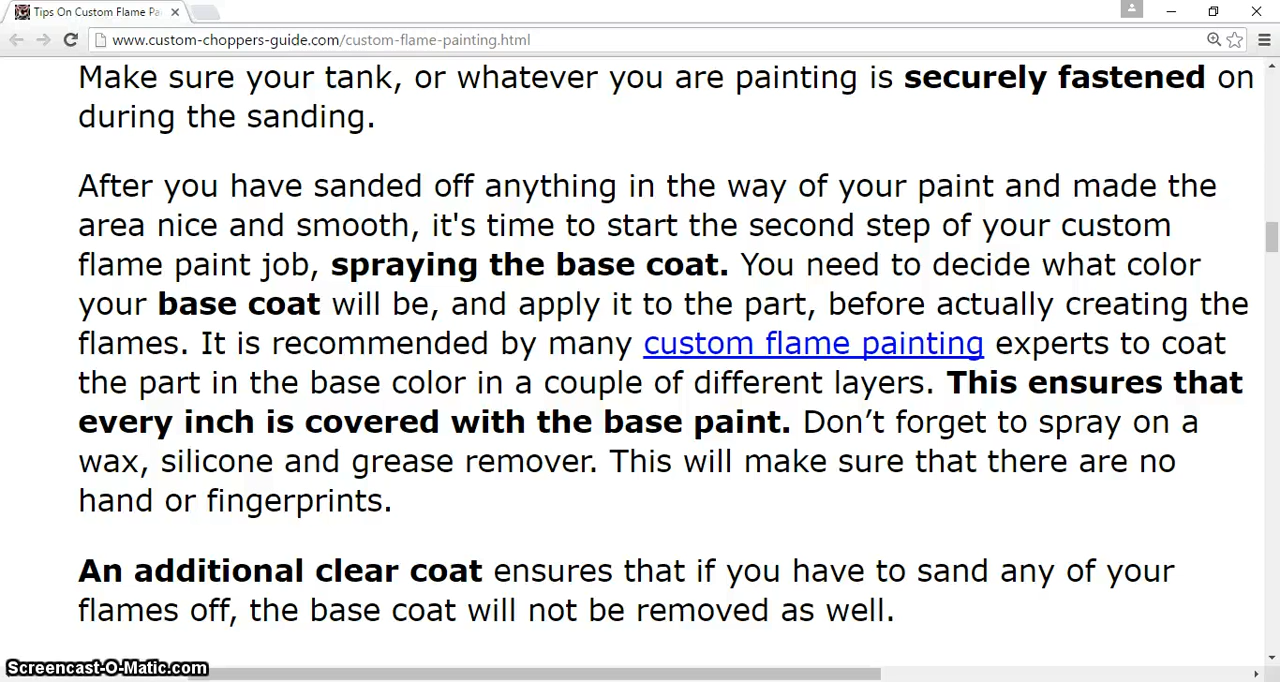 Tips On Custom Flame Pa
www.custom-choppers-guide.com/custom-flame-painting.html
Make sure your tank, or whatever you are painting is securely fastened on
during the sanding.
After you have sanded off anything in the way of your paint and made the
area nice and smooth, it's time to start the second step of your custom
flame paint job, spraying the base coat. You need to decide what color
your base coat will be, and apply it to the part, before actually creating the
flames. It is recommended by many custom flame painting experts to coat
the part in the base color in a couple of different layers. This ensures that
every inch is covered with the base paint. Don’t forget to spray on a
wax, silicone and grease remover. This will make sure that there are no
hand or fingerprints.
An additional clear coat ensures that if you have to sand any of your
flames off, the base coat will not be removed as well.
Screencast-O-Matic.com